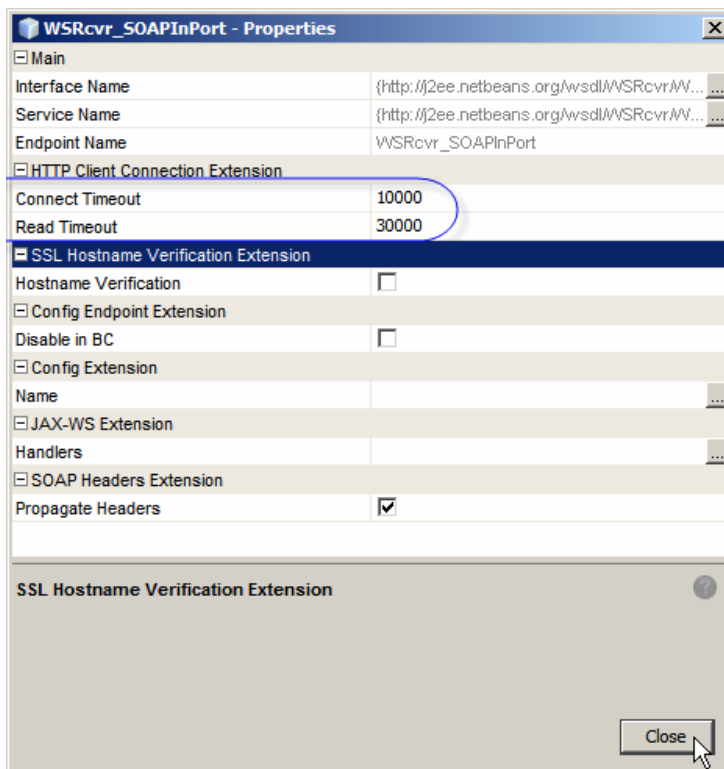 WSRcvr_SOAPInPort - Properties
Main
Interface Name {http://j2ee.netbeans.org/wsdl/WSRcvr/W... ...
Service Name {http://j2ee.netbeans.org/wsdl/WSRcvr/W... ...
Endpoint Name WSRcvr_SOAPInPort
HTTP Client Connection Extension
Connect Timeout 10000
Read Timeout 30000
SSL Hostname Verification Extension
Hostname Verification
Config Endpoint Extension
Disable in BC
Config Extension
Name ...
JAX-WS Extension
Handlers ...
SOAP Headers Extension
Propagate Headers
SSL Hostname Verification Extension ?
Close